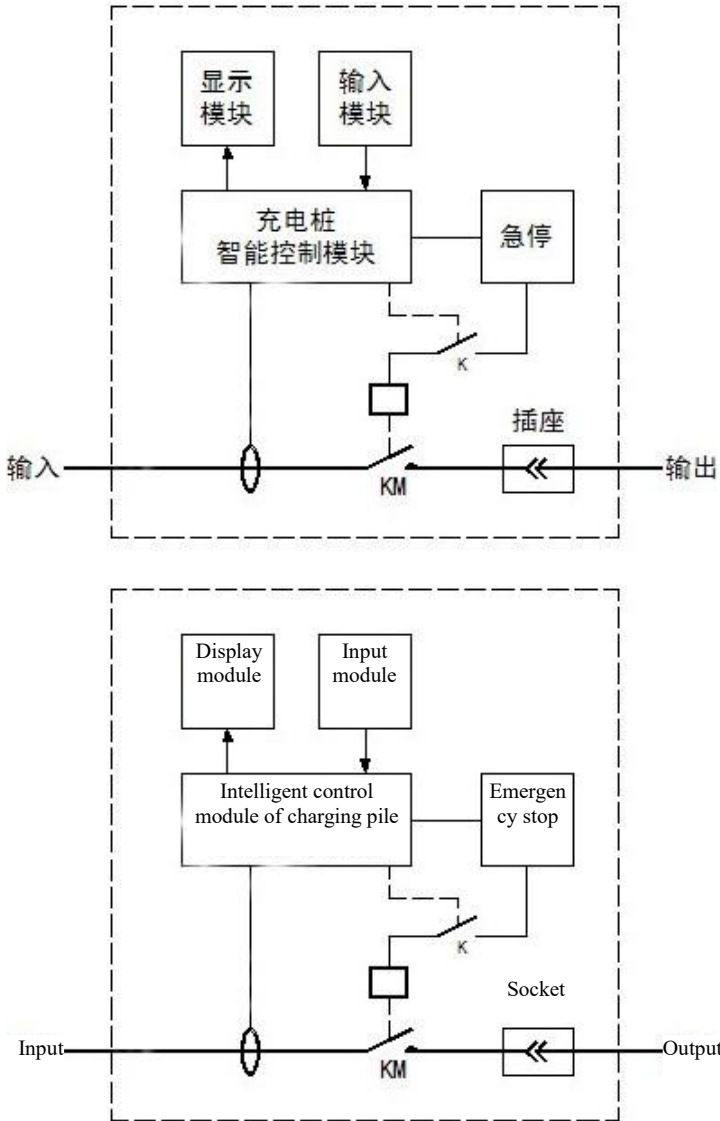 显示
模块
输入
模块
充电桩
智能控制模块
急停
K
插座
输入
KM
输出
Display
module
Input
module
Intelligent control
module of charging pile
Emergen
cy stop
K
Socket
Input
KM
Output